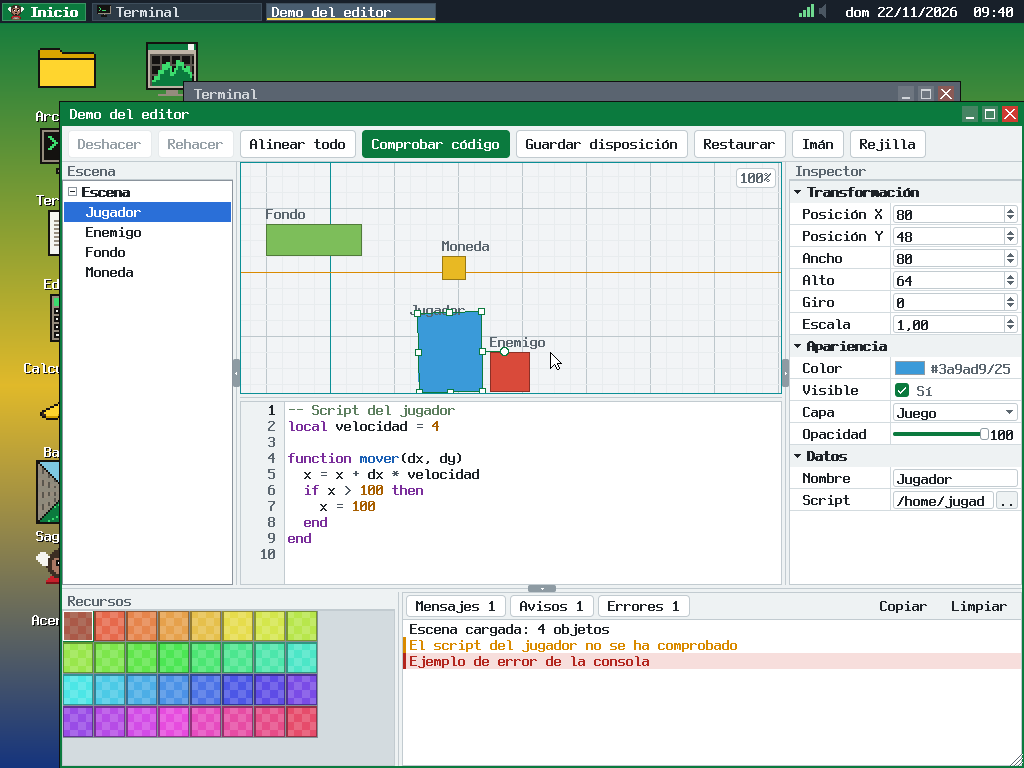 Inicio
Terminal
Demo del editor
dom 22/11/2026 09:40
Terminal
Demo del editor
Deshacer Rehacer Alinear todo Comprobar código Guardar disposición Restaurar Imán Rejilla
Escena
Escena
Jugador
Enemigo
Fondo
Moneda
100%
Fondo
Moneda
Jugador
Enemigo
1 -- Script del jugador
2 local velocidad = 4
3
4 function mover(dx, dy)
5 x = x + dx * velocidad
6 if x > 100 then
7 x = 100
8 end
9 end
10
Inspector
Transformación
Posición X 80
Posición Y 48
Ancho 80
Alto 64
Giro 0
Escala 1,00
Apariencia
Color #3a9ad9/25
Visible Sí
Capa Juego
Opacidad 100
Datos
Nombre Jugador
Script /home/jugad ..
Recursos
Mensajes 1 Avisos 1 Errores 1 Copiar Limpiar
Escena cargada: 4 objetos
El script del jugador no se ha comprobado
Ejemplo de error de la consola